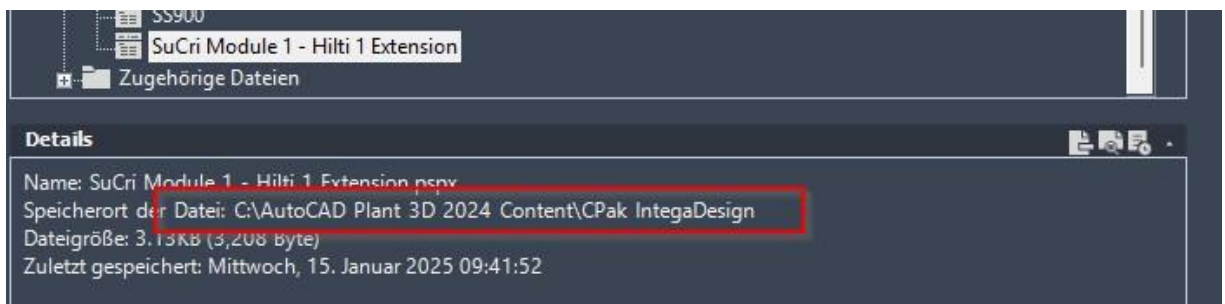 SS900
SuCri Module 1 - Hilti 1 Extension
Zugehörige Dateien
Details
Name: SuCri Module 1 - Hilti 1 Extension.pspx
Speicherort der Datei: C:\AutoCAD Plant 3D 2024 Content\CPak IntegaDesign
Dateigröße: 3.13KB (3,208 Byte)
Zuletzt gespeichert: Mittwoch, 15. Januar 2025 09:41:52